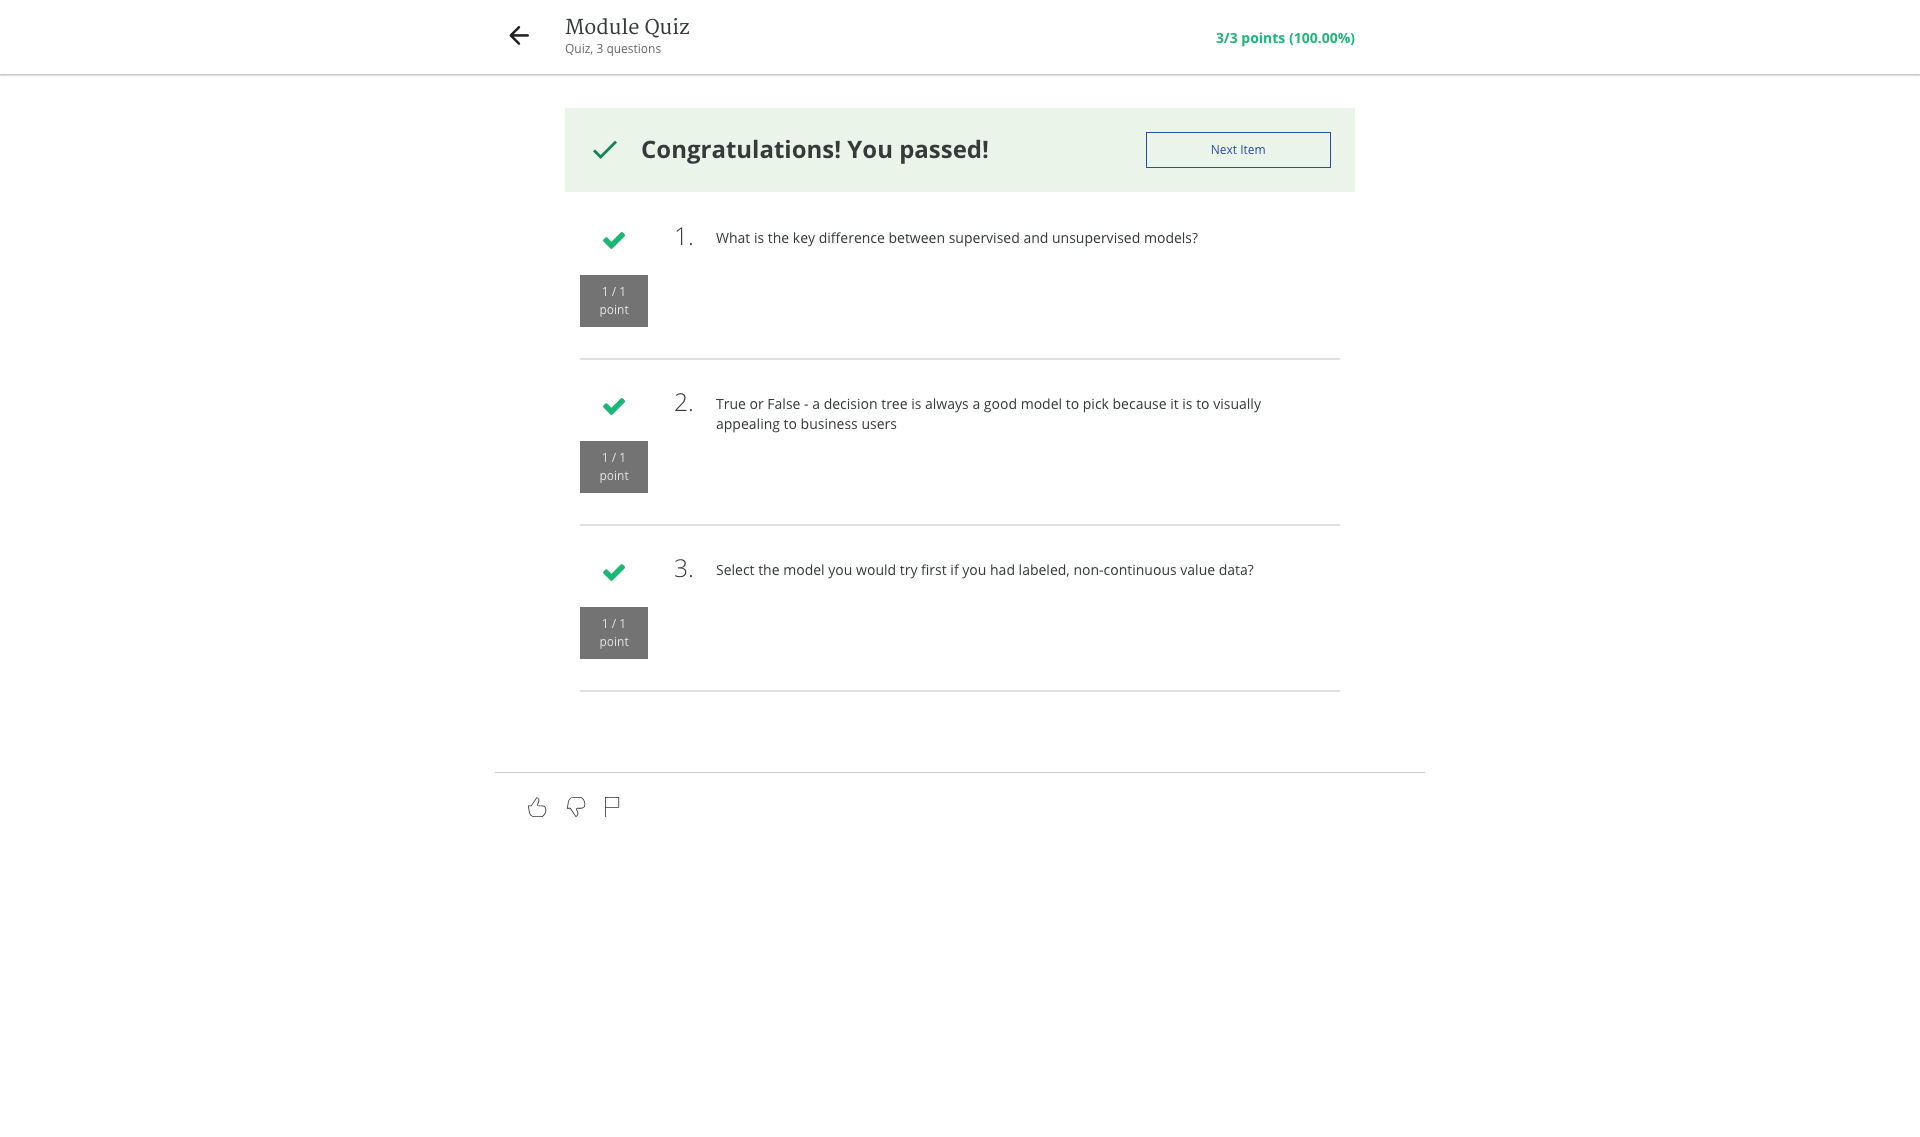 Module Quiz
Quiz, 3 questions
3/3 points (100.00%)
Congratulations! You passed!
Next Item
1.
What is the key difference between supervised and unsupervised models?
1 / 1
point
2.
True or False - a decision tree is always a good model to pick because it is to visually
appealing to business users
1 / 1
point
3.
Select the model you would try first if you had labeled, non-continuous value data?
1 / 1
point